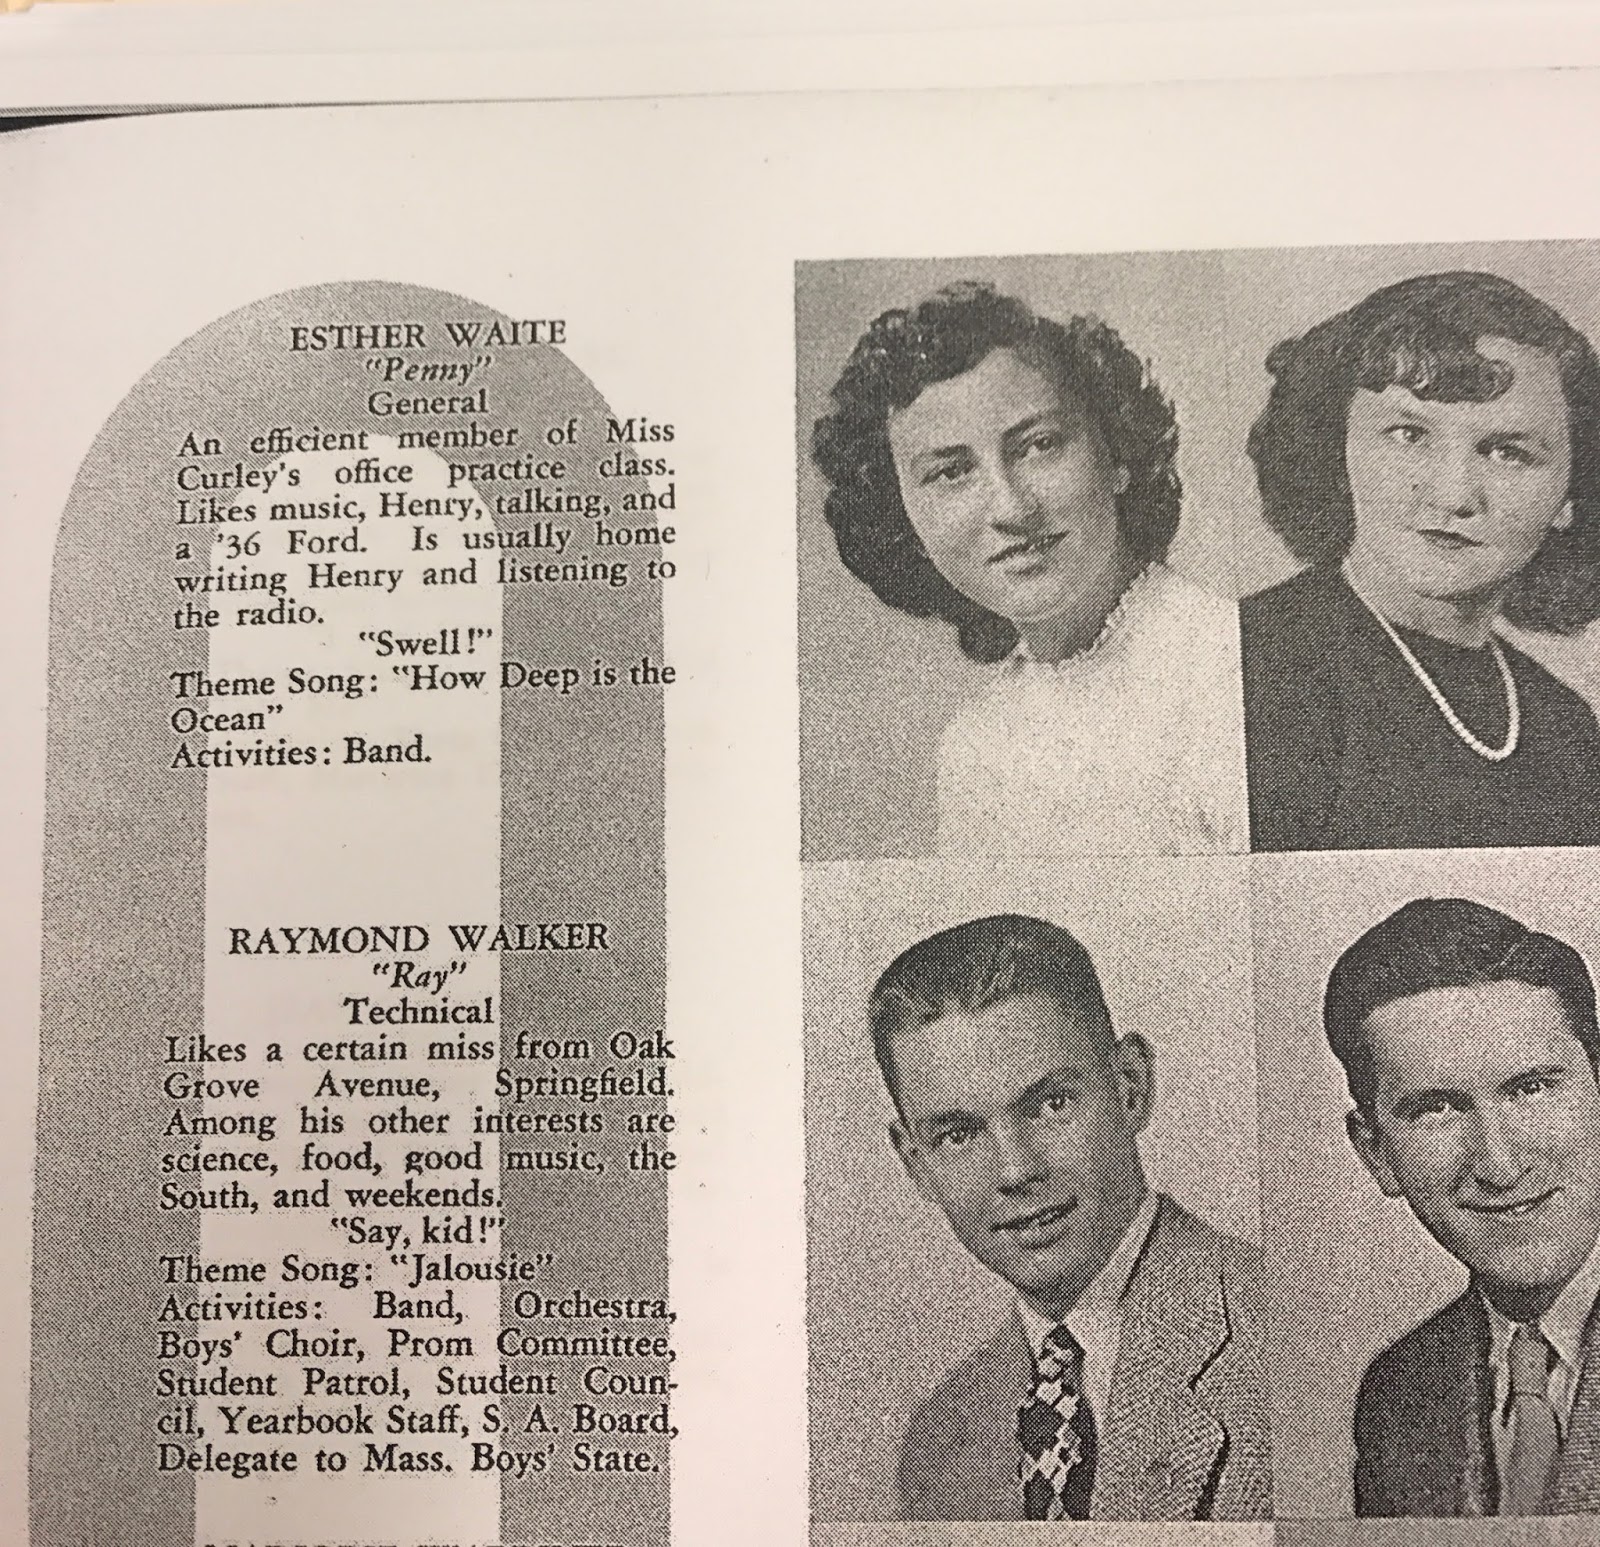 ESTHER WAITE
"Penny"
General
An efficient member of Miss
Curley's office practice class.
Likes music, Henry, talking, and
a '36 Ford. Is usually home
writing Henry and listening to
the radio.
"Swell!"
Theme Song: "How Deep is the
Ocean"
Activities: Band.
RAYMOND WALKER
"Ray"
Technical
Likes a certain miss from Oak
Grove Avenue, Springfield.
Among his other interests are
science, food, good music, the
South, and weekends.
"Say, kid!"
Theme Song: "Jalousie"
Activities: Band, Orchestra,
Boys' Choir, Prom Committee,
Student Patrol, Student Coun-
cil, Yearbook Staff, S. A. Board,
Delegate to Mass. Boys' State.